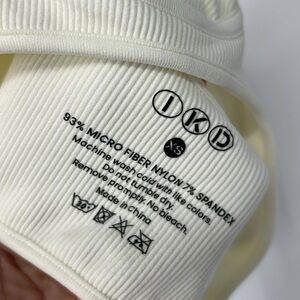 IKD
XS
93% MICRO FIBER NYLON 7% SPANDEX
Machine wash cold with like colors.
Do not tumble dry.
Remove promptly. No bleach.
Made in China